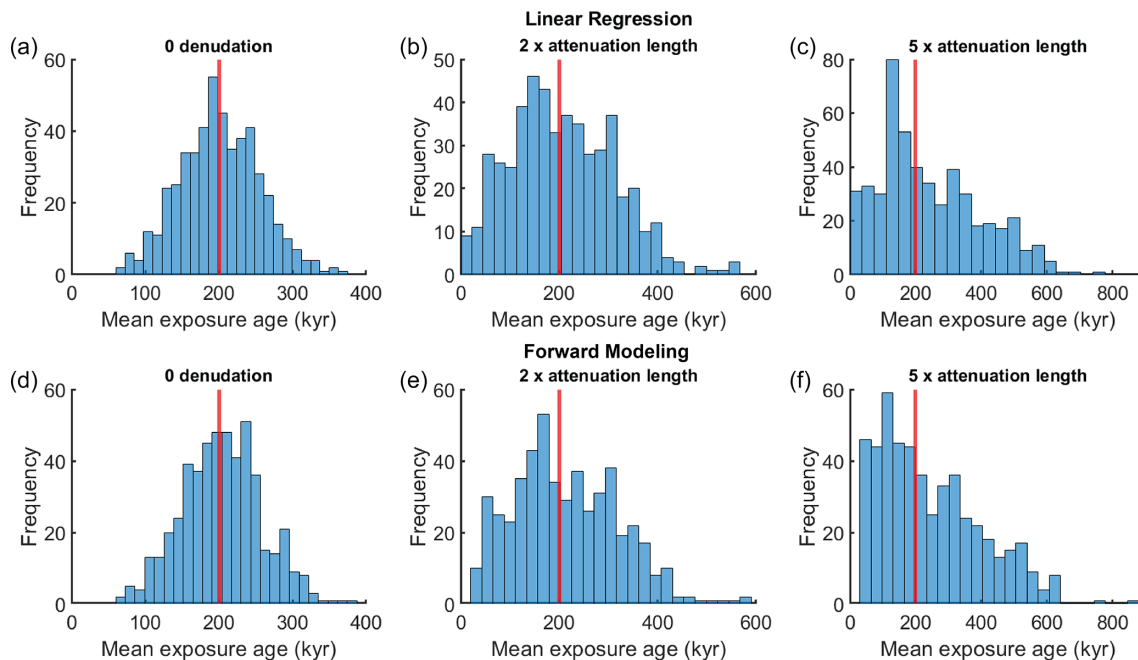 Linear Regression
(a)
0 denudation
60
40
20
0
Frequency
0 100 200 300 400
Mean exposure age (kyr)
(b)
2 x attenuation length
50
40
30
20
10
0
Frequency
0 200 400 600
Mean exposure age (kyr)
(c)
5 x attenuation length
80
60
40
20
0
Frequency
0 200 400 600 800
Mean exposure age (kyr)
Forward Modeling
(d)
0 denudation
60
40
20
0
Frequency
0 100 200 300 400
Mean exposure age (kyr)
(e)
2 x attenuation length
60
40
20
0
Frequency
0 200 400 600
Mean exposure age (kyr)
(f)
5 x attenuation length
60
40
20
0
Frequency
0 200 400 600 800
Mean exposure age (kyr)